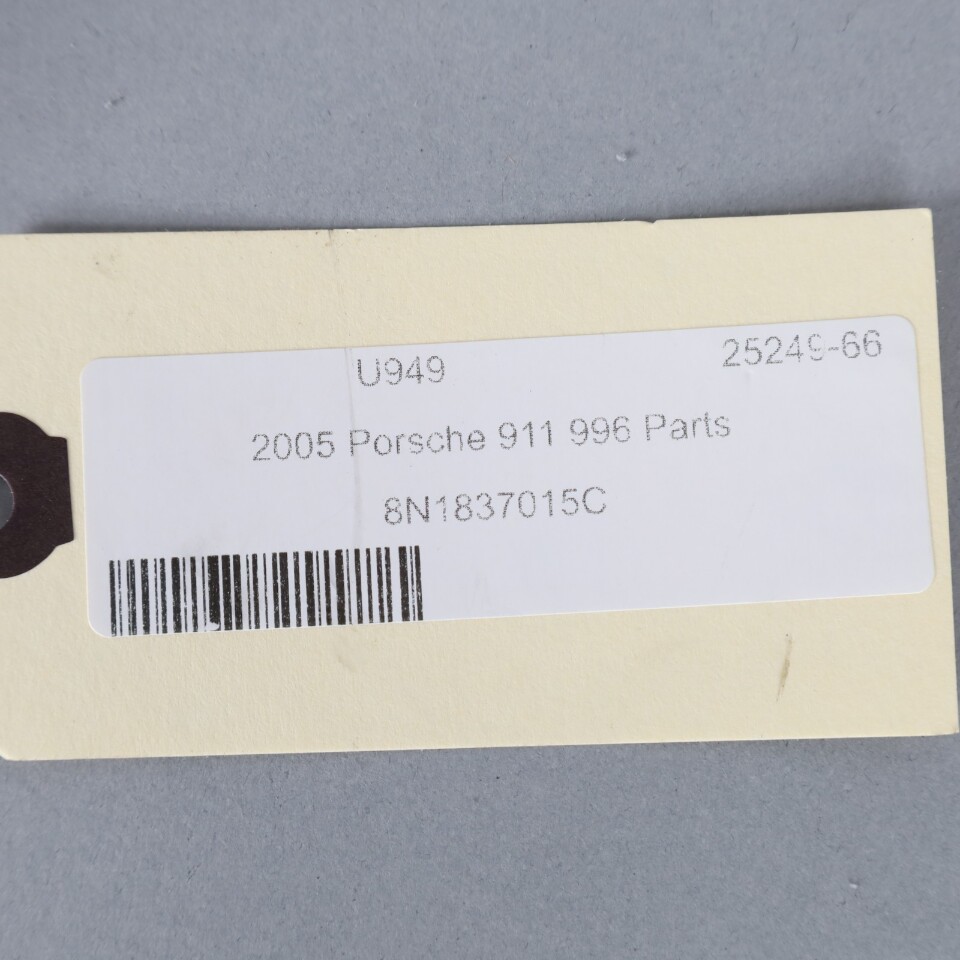 U949 25249-66
2005 Porsche 911 996 Parts
8N1837015C